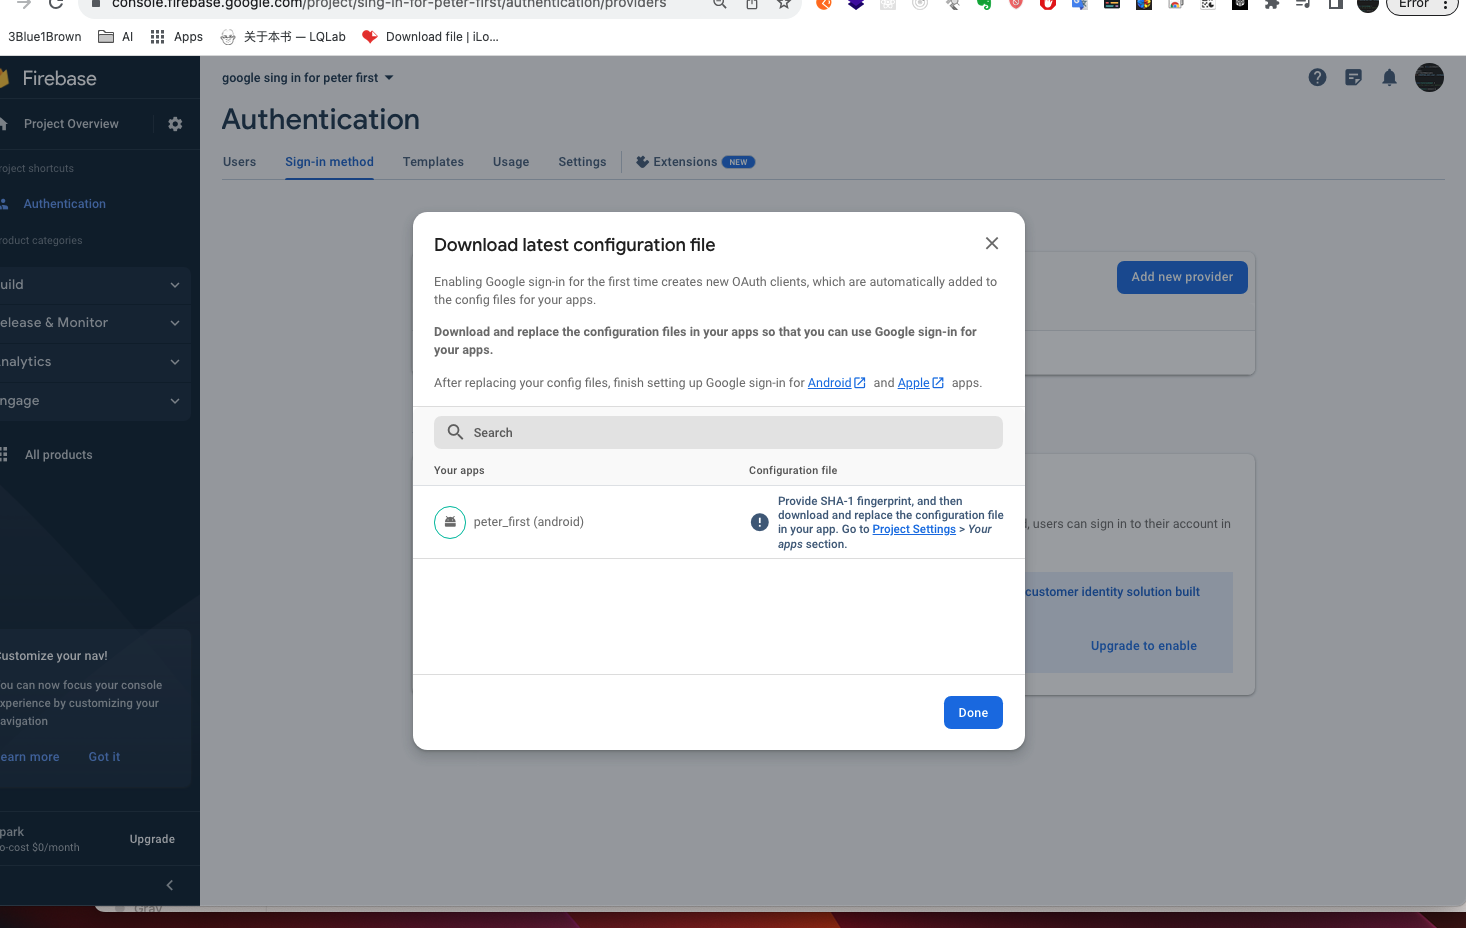 console.firebase.google.com/project/sing-in-for-peter-first/authentication/providers
Error
3Blue1Brown
AI
Apps
关于本书 — LQLab
Download file | iLo...
Firebase
google sing in for peter first
Project Overview
Authentication
roject shortcuts
Users
Sign-in method
Templates
Usage
Settings
Extensions
NEW
Authentication
roduct categories
uild
elease & Monitor
nalytics
ngage
All products
Add new provider
Download latest configuration file
Enabling Google sign-in for the first time creates new OAuth clients, which are automatically added to
the config files for your apps.
Download and replace the configuration files in your apps so that you can use Google sign-in for
your apps.
After replacing your config files, finish setting up Google sign-in for Android and Apple apps.
Search
Your apps
Configuration file
peter_first (android)
Provide SHA-1 fingerprint, and then
download and replace the configuration file
in your app. Go to Project Settings > Your
apps section.
Done
, users can sign in to their account in
customer identity solution built
Upgrade to enable
Customize your nav!
ou can now focus your console
xperience by customizing your
avigation
earn more
Got it
park
o-cost $0/month
Upgrade
Gray